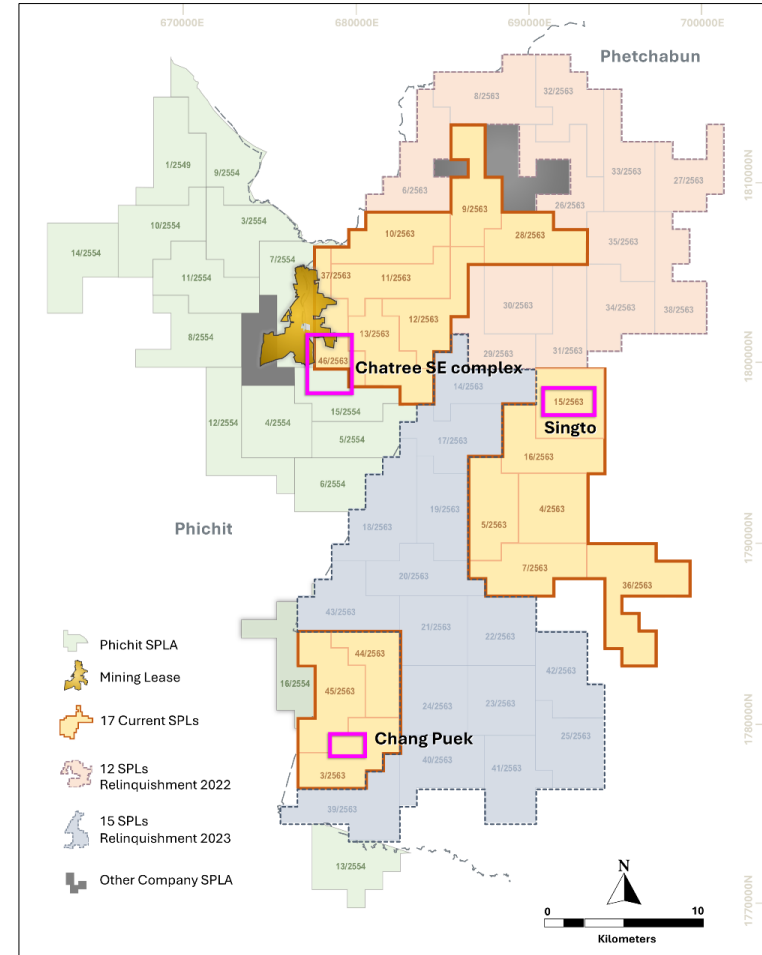 670000E
680000E
690000E
700000E
Phetchabun
8/2563
32/2563
1/2549
9/2554
6/2563
33/2563
27/2563
1810000N
10/2554
3/2554
9/2563
26/2563
10/2563
28/2563
35/2563
14/2554
7/2554
37/2563
11/2554
11/2563
30/2563
34/2563
38/2563
8/2554
13/2563
12/2563
31/2563
29/2563
46/2563
Chatree SE complex
1800000N
14/2563
15/2563
Singto
12/2554
4/2554
15/2554
5/2554
17/2563
16/2563
6/2554
Phichit
18/2563
19/2563
5/2563
4/2563
1790000N
20/2563
7/2563
36/2563
43/2563
21/2563
22/2563
44/2563
16/2554
45/2563
42/2563
24/2563
23/2563
Chang Puek
25/2563
1780000N
3/2563
40/2563
41/2563
39/2563
13/2554
1770000N
Phichit SPLA
Mining Lease
17 Current SPLs
12 SPLs
Relinquishment 2022
15 SPLs
Relinquishment 2023
Other Company SPLA
N
0
10
Kilometers